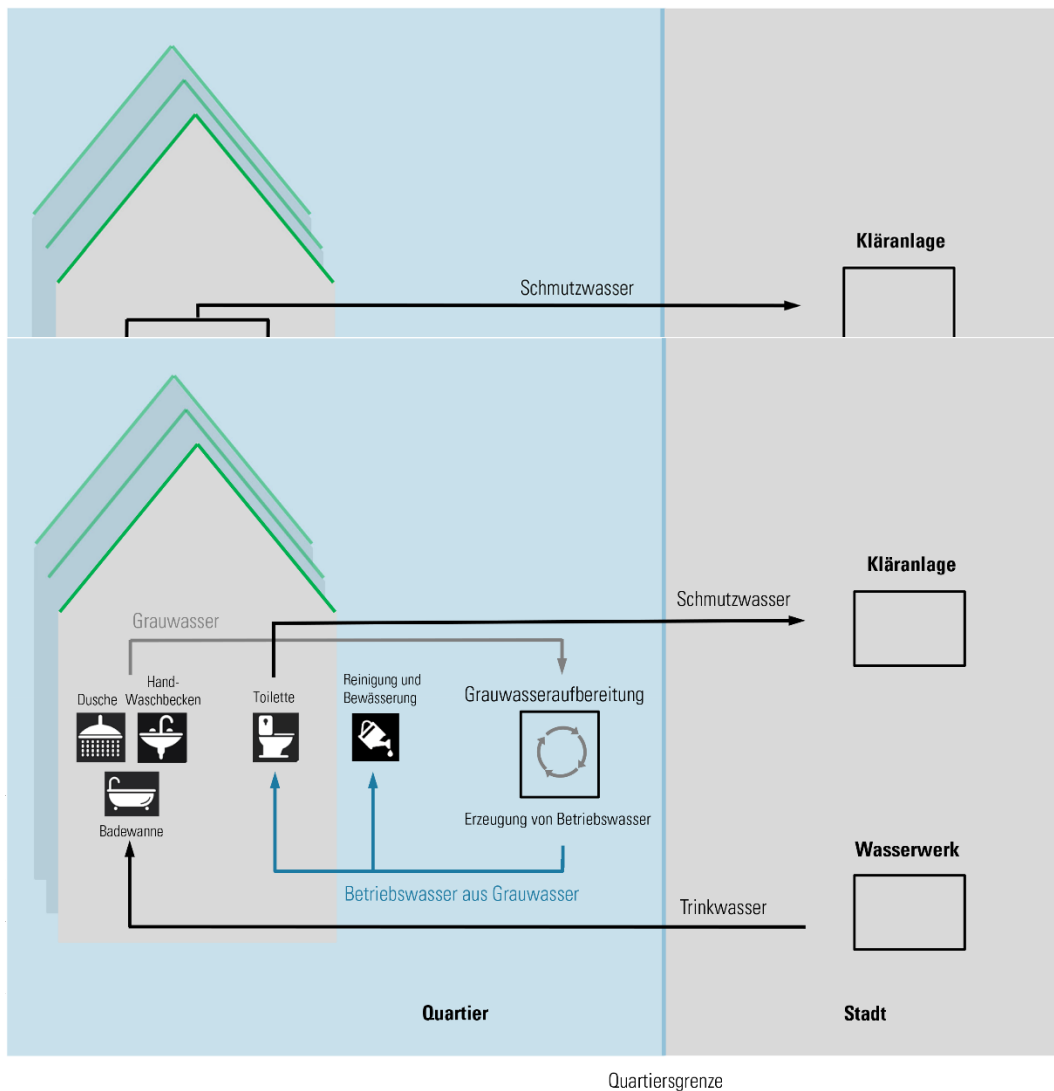 Kläranlage
Schmutzwasser
Kläranlage
Schmutzwasser
Grauwasser
Dusche
Hand-
Waschbecken
Toilette
Reinigung und
Bewässerung
Grauwasseraufbereitung
Badewanne
Erzeugung von Betriebswasser
Wasserwerk
Betriebswasser aus Grauwasser
Trinkwasser
Quartier
Stadt
Quartiersgrenze